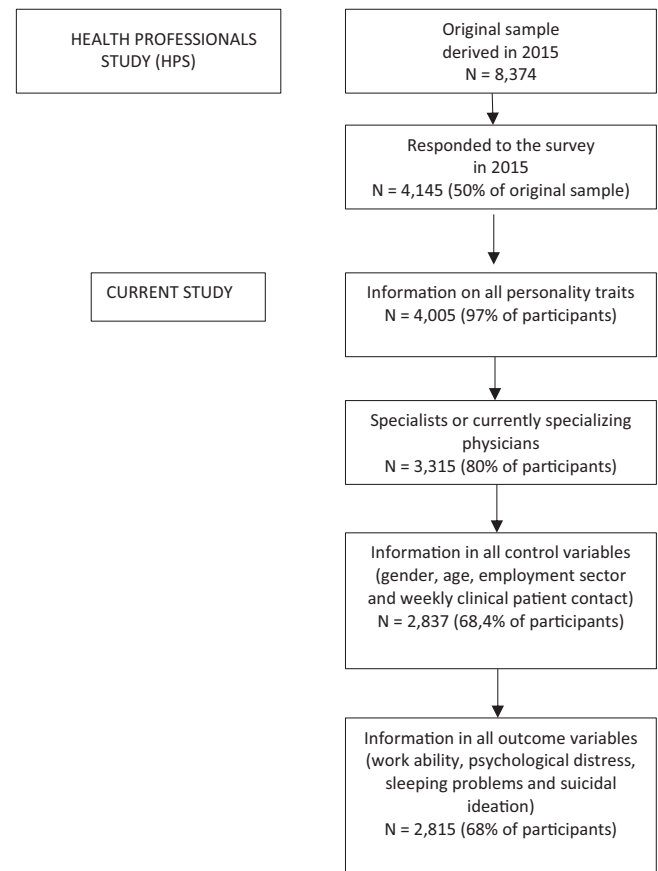 HEALTH PROFESSIONALS
STUDY (HPS)
Original sample
derived in 2015
N = 8,374
Responded to the survey
in 2015
N = 4,145 (50% of original sample)
CURRENT STUDY
Information on all personality traits
N = 4,005 (97% of participants)
Specialists or currently specializing
physicians
N = 3,315 (80% of participants)
Information in all control variables
(gender, age, employment sector
and weekly clinical patient contact)
N = 2,837 (68,4% of participants)
Information in all outcome variables
(work ability, psychological distress,
sleeping problems and suicidal
ideation)
N = 2,815 (68% of participants)